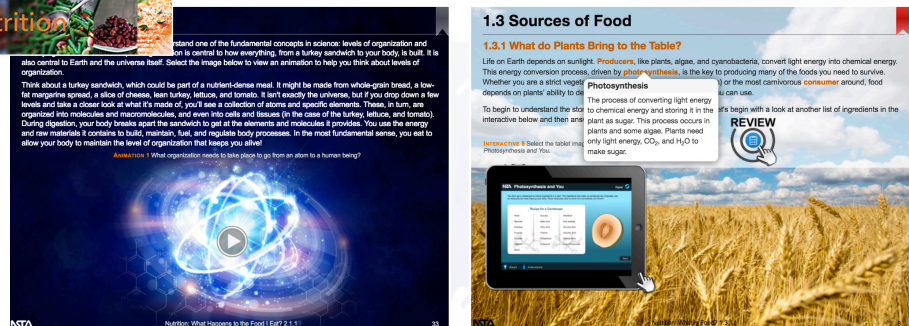 trition
rstand one of the fundamental concepts in science: levels of organization and
on is central to how everything, from a turkey sandwich to your body, is built. It is
also central to Earth and the universe itself. Select the image below to view an animation to help you think about levels of
organization.
Think about a turkey sandwich, which could be part of a nutrient-dense meal. It might be made from whole-grain bread, a low-
fat margarine spread, a slice of cheese, lean turkey, lettuce, and tomato. It isn't exactly the universe, but if you drop down a few
levels and take a closer look at what it's made of, you'll see a collection of atoms and specific elements. These, in turn, are
organized into molecules and macromolecules, and even into cells and tissues (in the case of the turkey, lettuce, and tomato).
During digestion, your body breaks apart the sandwich to get at the elements and molecules it provides. You use the energy
and raw materials it contains to build, maintain, fuel, and regulate body processes. In the most fundamental sense, you eat to
allow your body to maintain the level of organization that keeps you alive!
ANIMATION 1 What organization needs to take place to go from an atom to a human being?
NSTA
Nutrition: What Happens to the Food I Eat? 2.1.1
33
1.3 Sources of Food
1.3.1 What do Plants Bring to the Table?
Life on Earth depends on sunlight. Producers, like plants, algae, and cyanobacteria, convert light energy into chemical energy.
This energy conversion process, driven by photosynthesis, is the key to producing many of the foods you need to survive.
Whether you are a strict veget
) or the most carnivorous consumer around, food
depends on plants' ability to de
ou can use.
To begin to understand the stor
et's begin with a look at another list of ingredients in the
interactive below and then ans
Photosynthesis
The process of converting light energy
to chemical energy and storing it in the
plant as sugar. This process occurs in
plants and some algae. Plants need
only light energy, CO₂, and H₂O to
make sugar.
REVIEW
INTERACTIVE 5 Select the tablet imag
Photosynthesis and You.
NSTA Photosynthesis and You
NSTA